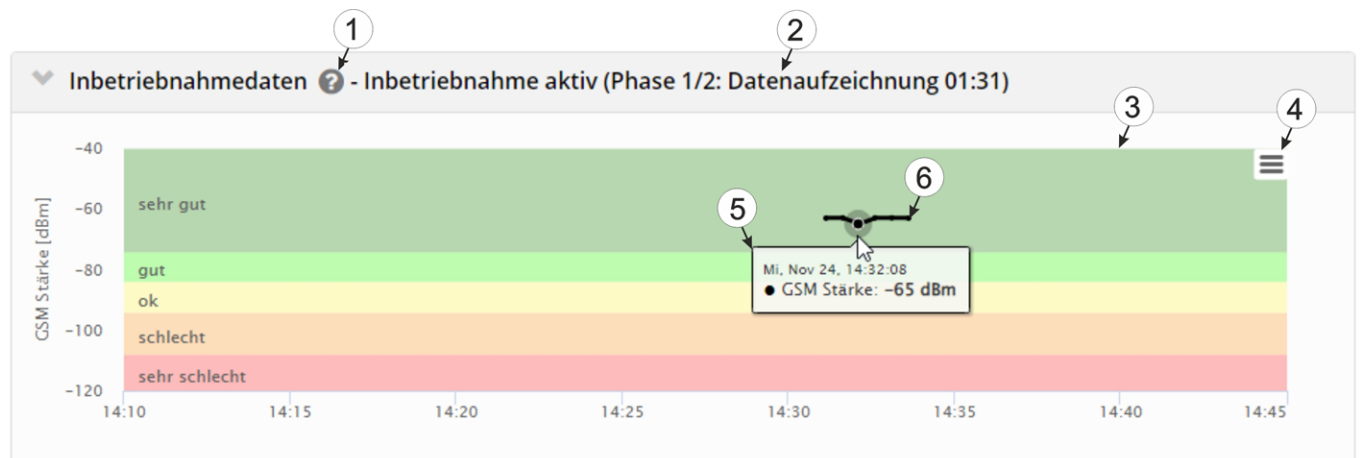 1
2
Inbetriebnahmedaten ? - Inbetriebnahme aktiv (Phase 1/2: Datenaufzeichnung 01:31)
3
4
GSM Stärke [dBm]
-40
-60
-80
-100
-120
sehr gut
gut
ok
schlecht
sehr schlecht
5
6
Mi, Nov 24, 14:32:08
● GSM Stärke: -65 dBm
14:10 14:15 14:20 14:25 14:30 14:35 14:40 14:45